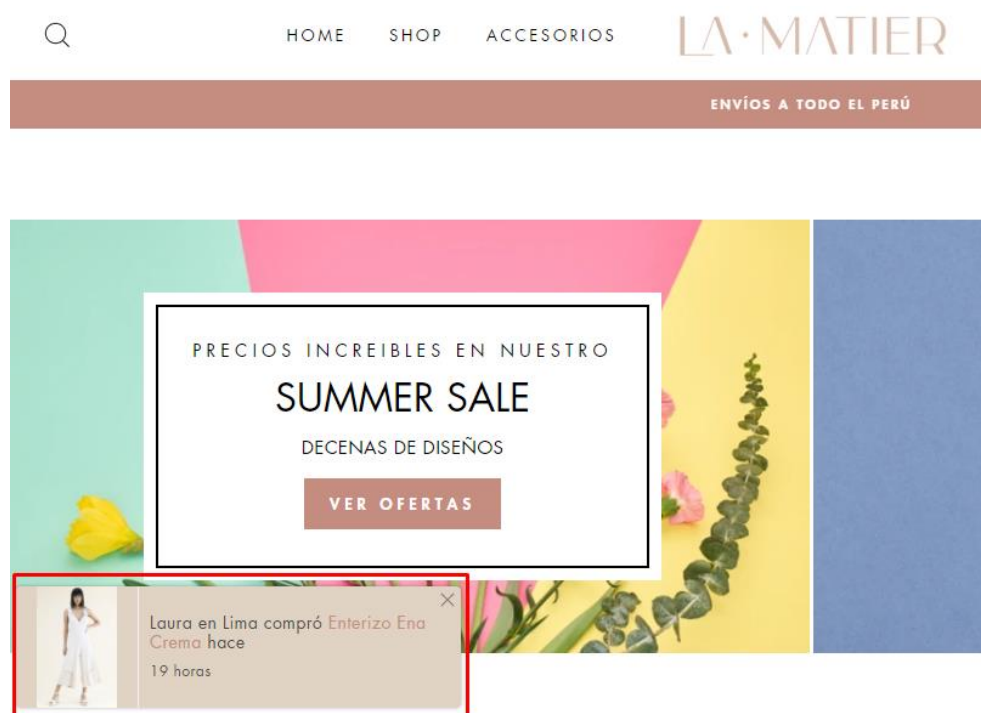 HOME SHOP ACCESORIOS LA·MATIER
ENVÍOS A TODO EL PERÚ
PRECIOS INCREIBLES EN NUESTRO
SUMMER SALE
DECENAS DE DISEÑOS
VER OFERTAS
Laura en Lima compró Enterizo Ena
Crema hace
19 horas